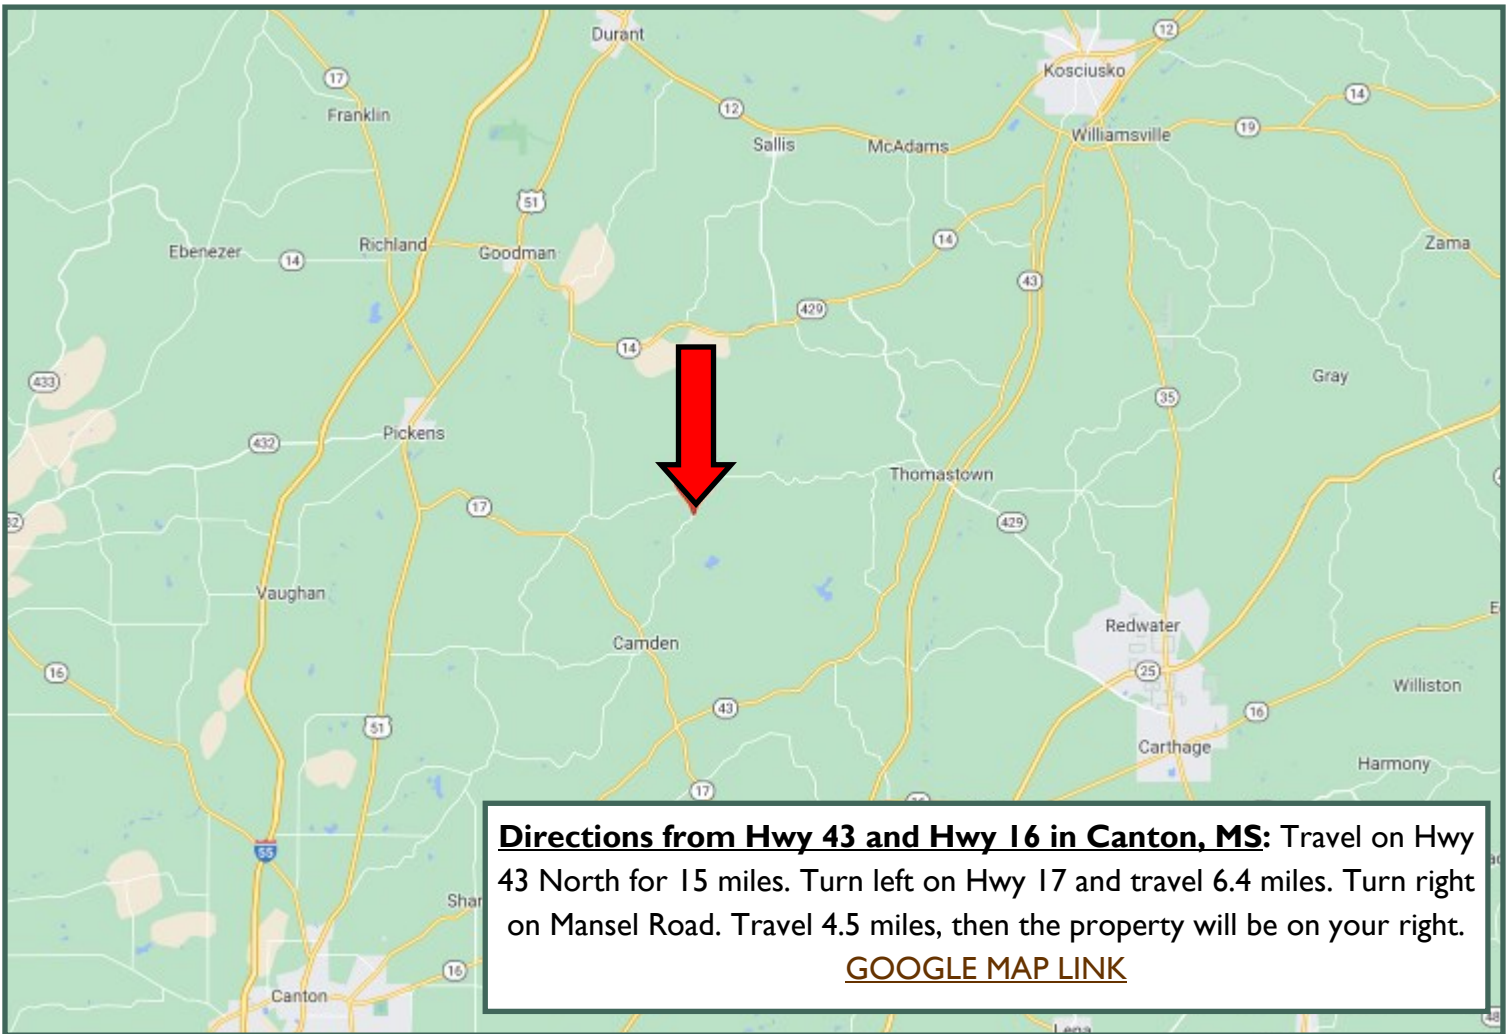 Durant
12
Kosciusko
17
14
Franklin
12
19
Williamsville
Sallis
McAdams
51
14
Zama
Richland
Ebenezer
Goodman
14
43
429
14
433
Gray
35
Pickens
432
Thomastown
17
429
Vaughan
Redwater
Camden
16
25
Williston
43
16
51
Carthage
Harmony
17
55
Directions from Hwy 43 and Hwy 16 in Canton, MS: Travel on Hwy
43 North for 15 miles. Turn left on Hwy 17 and travel 6.4 miles. Turn right
on Mansel Road. Travel 4.5 miles, then the property will be on your right.
GOOGLE MAP LINK
Shar
16
Canton